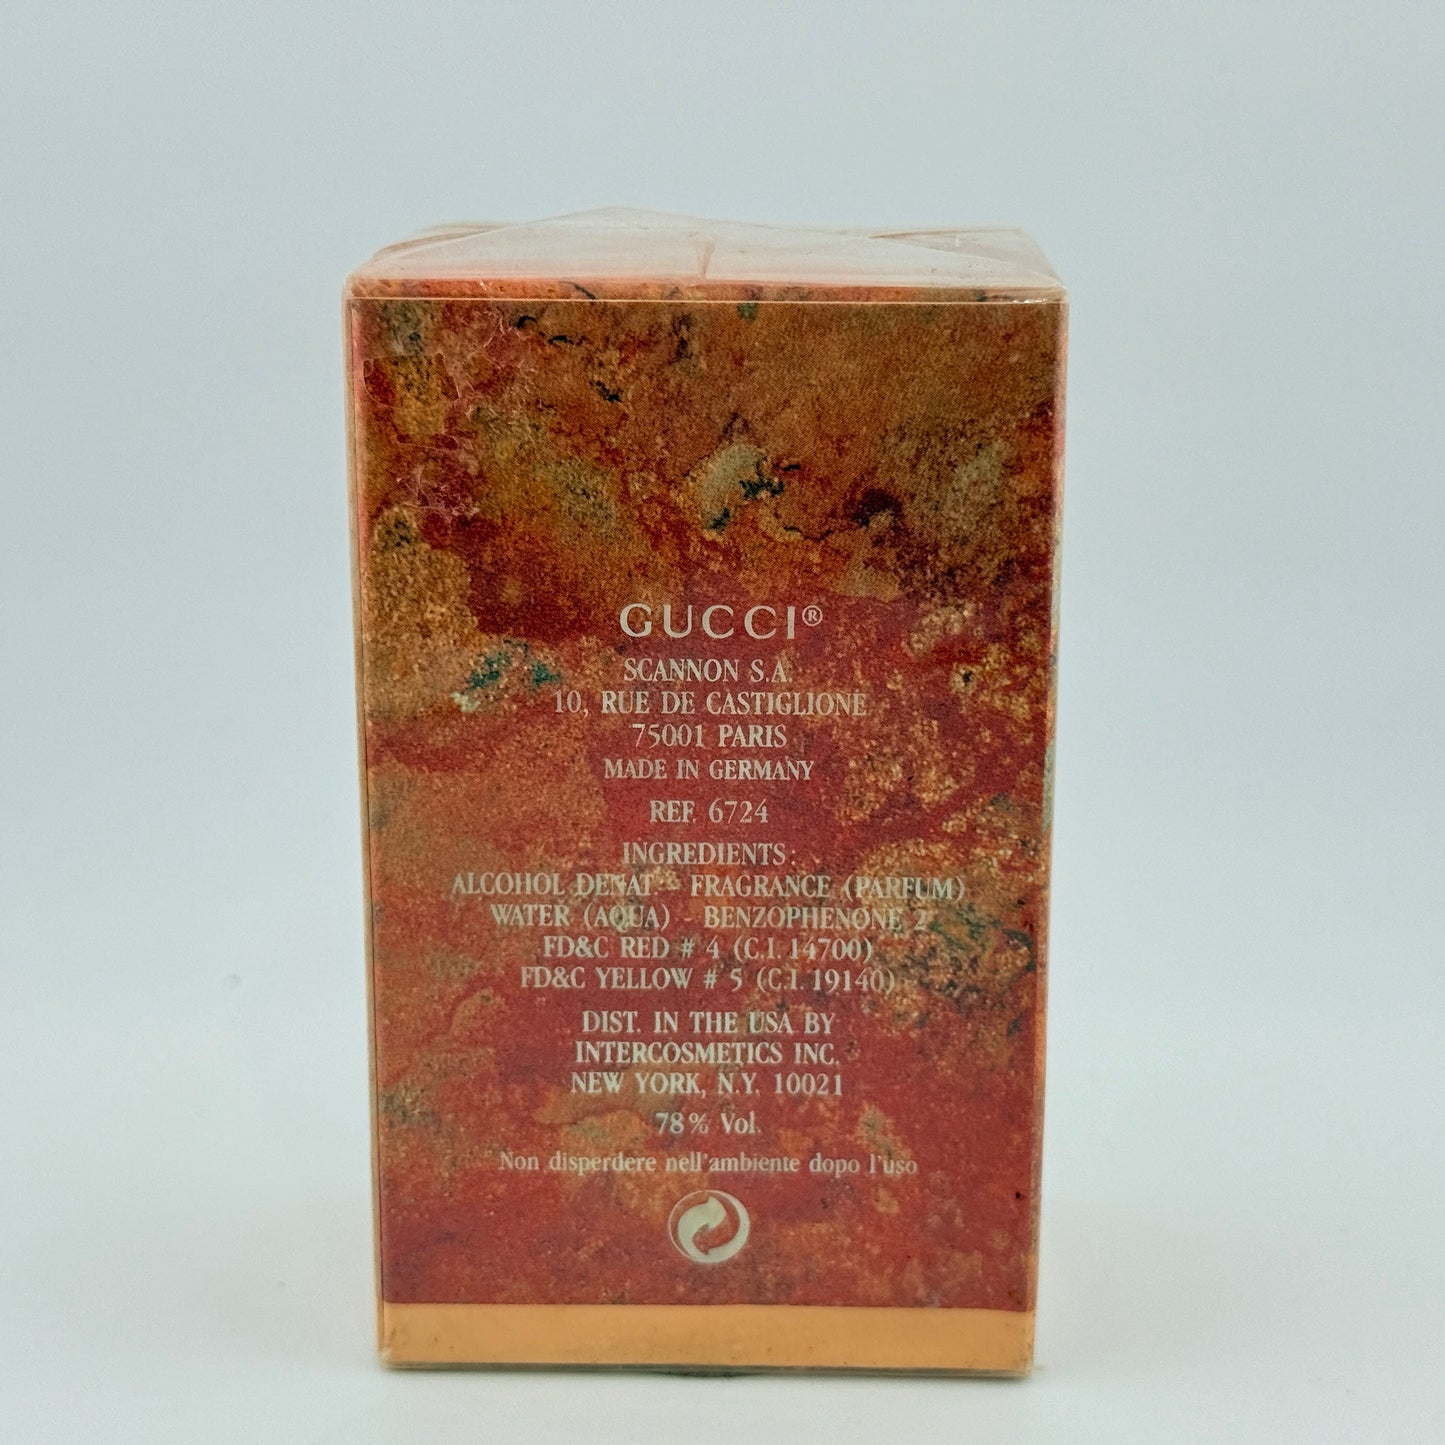 GUCCI®
SCANNON S.A.
10, RUE DE CASTIGLIONE
75001 PARIS
MADE IN GERMANY
REF. 6724
INGREDIENTS:
ALCOHOL DENAT - FRAGRANCE (PARFUM)
WATER (AQUA) - BENZOPHENONE 2
FD&C RED # 4 (C.I. 14700)
FD&C YELLOW # 5 (C.I. 19140)
DIST. IN THE USA BY
INTERCOSMETICS INC.
NEW YORK, N.Y. 10021
78% Vol.
Non disperdere nell'ambiente dopo l'uso